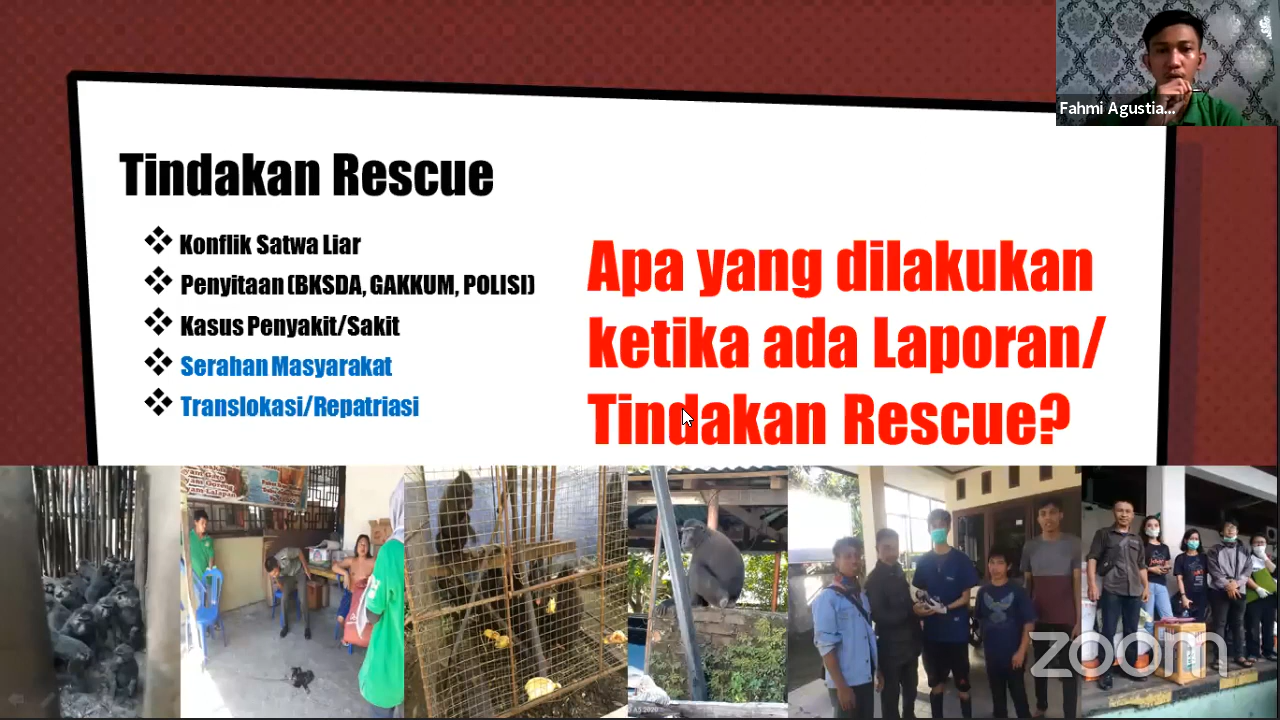 Fahmi Agustia...
Tindakan Rescue
❖ Konflik Satwa Liar
❖ Penyitaan (BKSDA, GAKKUM, POLISI)
❖ Kasus Penyakit/Sakit
❖ Serahan Masyarakat
❖ Translokasi/Repatriasi
Apa yang dilakukan
ketika ada Laporan/
Tindakan Rescue?
zoom